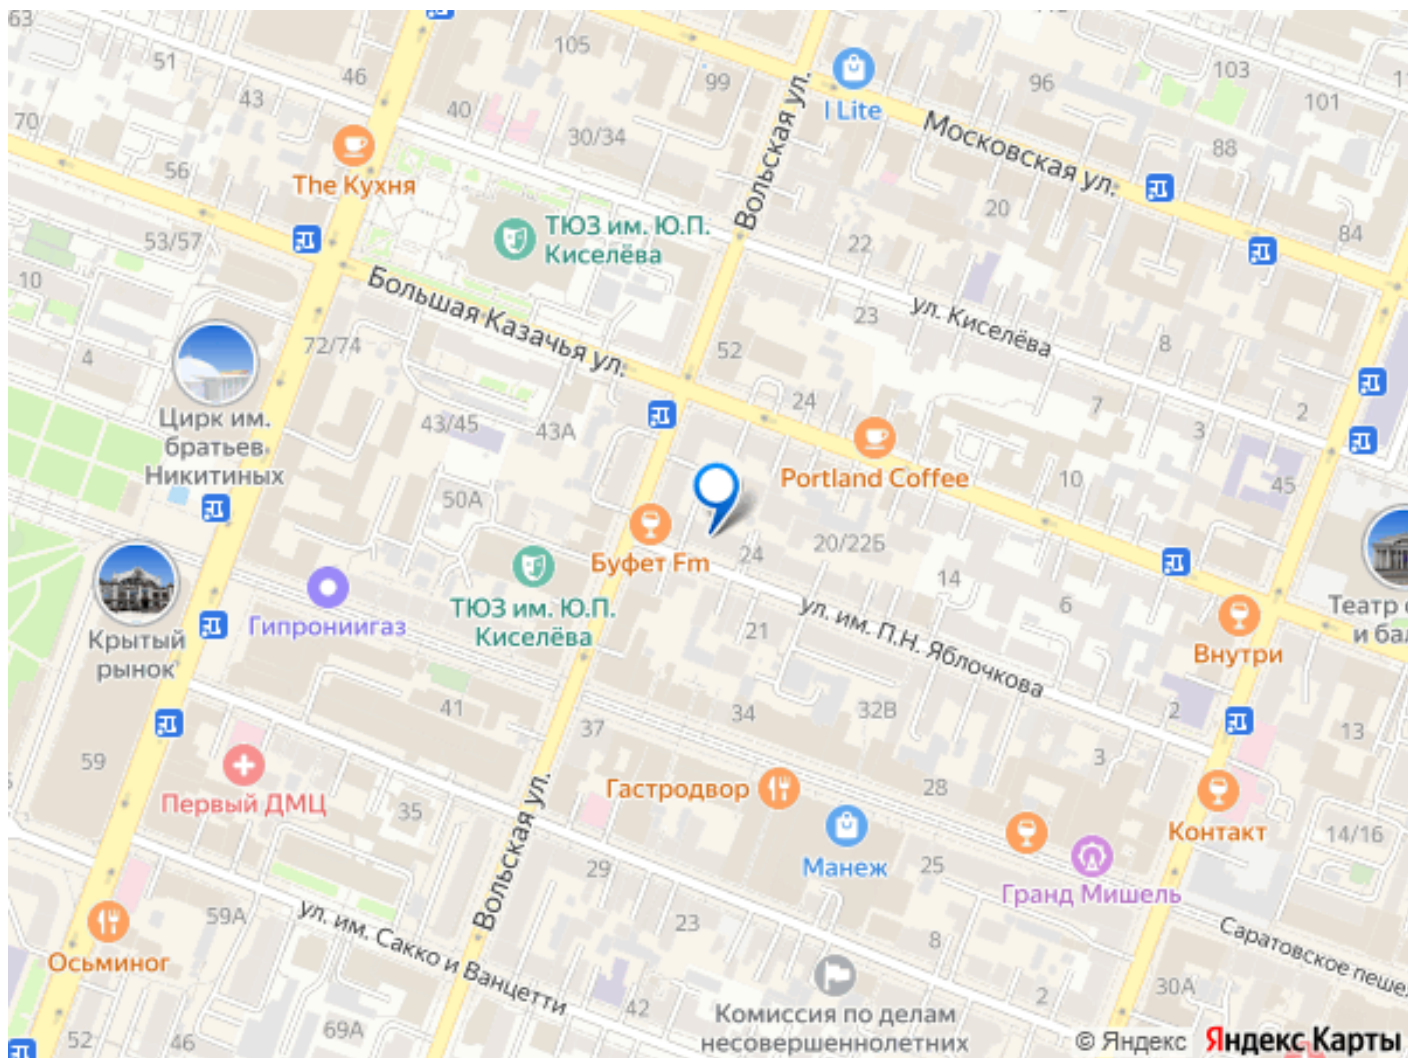 63
51
46
43
40
105
30/34
99
I Lite
96
103
101
70
56
The Кухня
Вольская ул.
Московская ул.
88
20
84
53/57
10
ТЮЗ им. Ю.П.
Киселёва
22
Большая Казачья ул.
23
ул. Киселёва
8
4
72/74
52
24
7
3
2
Цирк им.
братьев
Никитиных
43/45
43А
Portland Coffee
10
45
50А
Буфет Fm
24
20/22Б
14
6
Театр о
и бал
ТЮЗ им. Ю.П.
Киселёва
Гипрониигаз
Крытый
рынок
21
ул. им. П.Н. Яблочкова
Внутри
41
37
34
32В
2
13
3
59
Первый ДМЦ
35
Вольская ул.
Гастродвор
28
Манеж
25
Контакт
14/16
Гранд Мишель
29
23
8
59А
ул. им. Сакко и Ванцетти
Осьминог
Саратовское пеше
42
2
30А
Комиссия по делам
несовершеннолетних
52
46
69А
© Яндекс Яндекс Карты